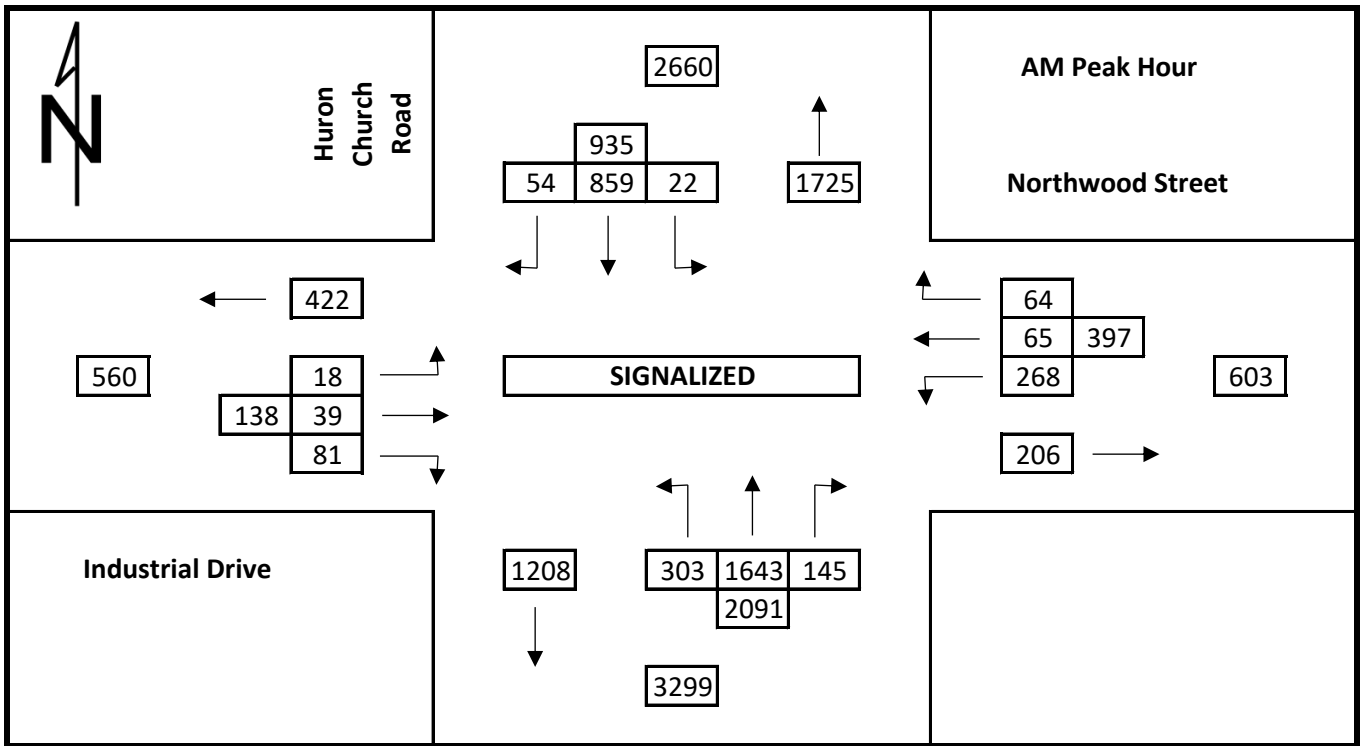 N
Huron
Church
Road
2660
AM Peak Hour
935
54 859 22
1725
Northwood Street
422
64
65 397
268
560
18
138 39
81
SIGNALIZED
603
206
Industrial Drive
1208
303 1643 145
2091
3299